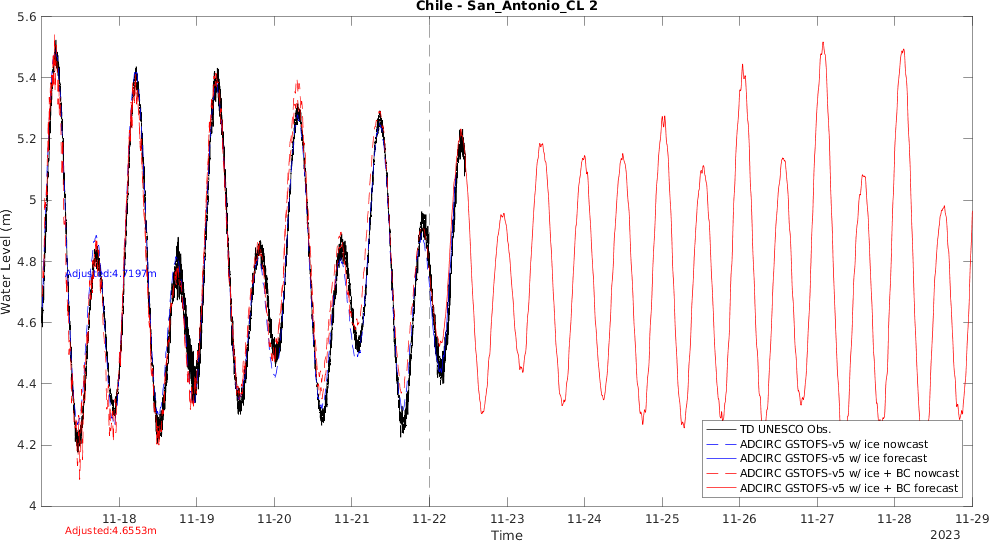 Chile - San_Antonio_CL 2
5.6
5.4
5.2
5
4.8
4.6
4.4
4.2
4
Water Level (m)
Adjusted:4.7197m
Adjusted:4.6553m
TD UNESCO Obs.
ADCIRC GSTOFS-v5 w/ ice nowcast
ADCIRC GSTOFS-v5 w/ ice forecast
ADCIRC GSTOFS-v5 w/ ice + BC nowcast
ADCIRC GSTOFS-v5 w/ ice + BC forecast
11-18 11-19 11-20 11-21 11-22 11-23 11-24 11-25 11-26 11-27 11-28 11-29
Time
2023